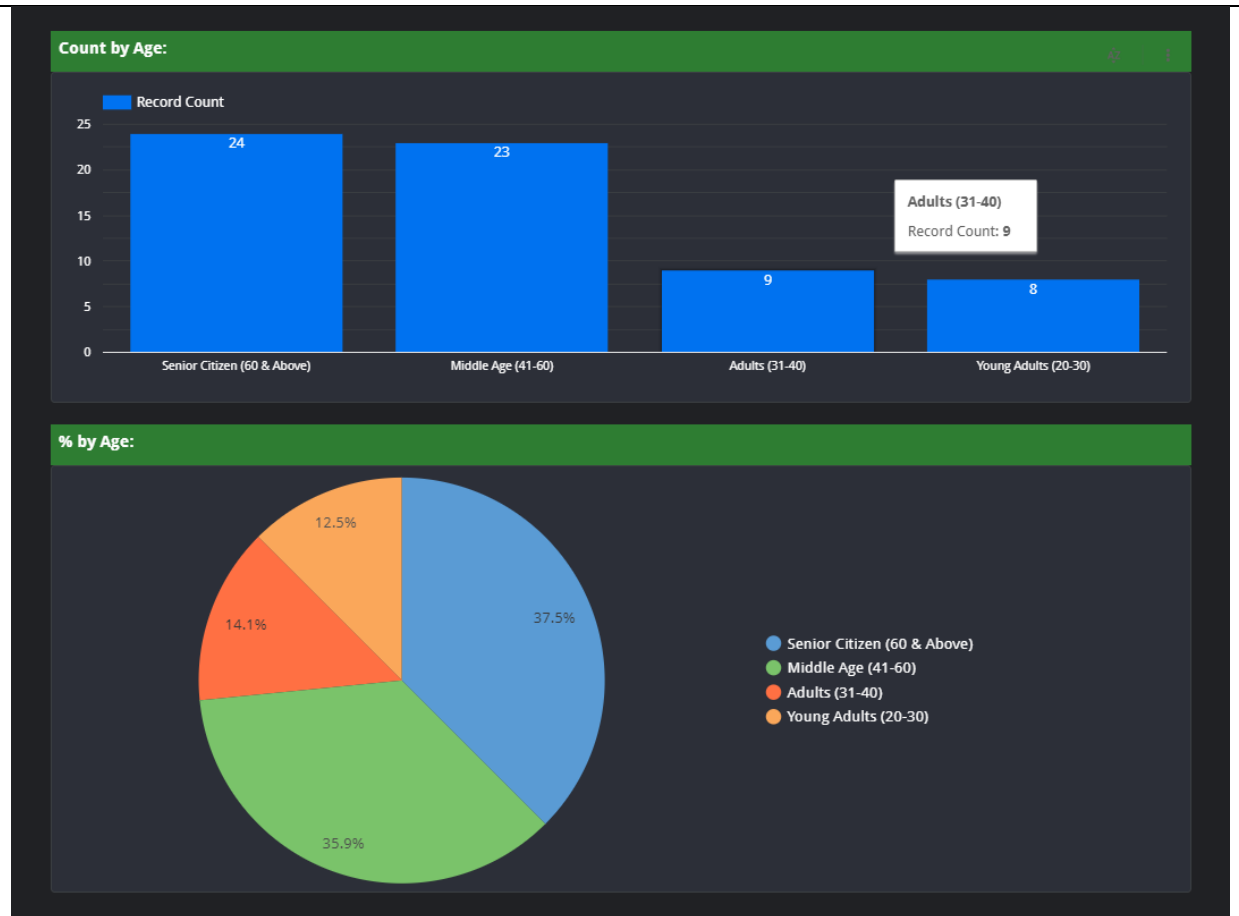 Count by Age:
Record Count
25
24
23
20
Adults (31-40)
15
Record Count: 9
10
9
8
5
0
Senior Citizen (60 & Above) Middle Age (41-60) Adults (31-40) Young Adults (20-30)
% by Age:
12.5%
37.5%
14.1%
Senior Citizen (60 & Above)
Middle Age (41-60)
Adults (31-40)
Young Adults (20-30)
35.9%